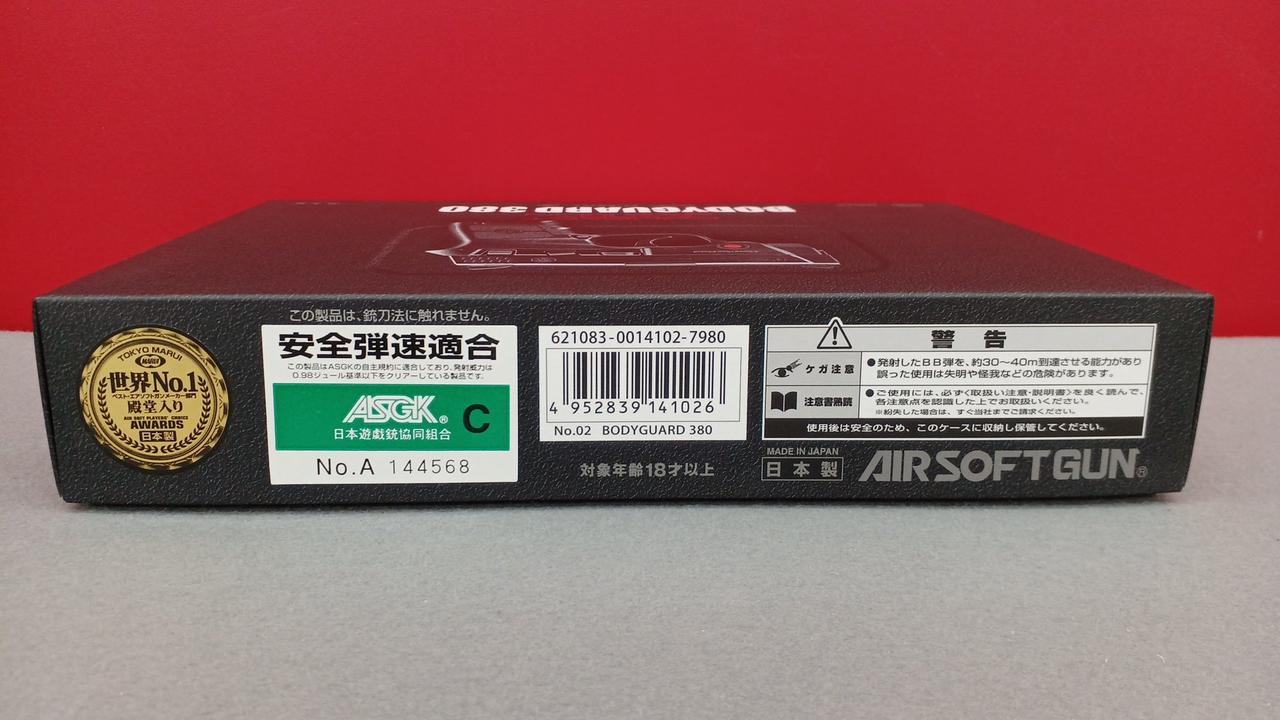 BODYGUARD 380
TOKYO MARUI
MARUI
世界No.1
ベスト・エアソフトガンメーカー部門
殿堂入り
AIR SOFT PLAYERS' CHOICE
AWARDS
日本製
この製品は、銃刀法に触れません。
安全弾速適合
この製品はASGKの自主規約に適合しており、発射威力は
0.98ジュール基準以下をクリアーしている製品です。
ASGK®
C
日本遊戯銃協同組合
No.A 144568
621083-0014102-7980
4 952839 141026
No.02 BODYGUARD 380
対象年齢18才以上
警告
ケガ注意
●発射したBB弾を、約30〜40m到達させる能力があり
誤った使用は失明や怪我などの危険があります。
注意書熟読
●ご使用には、必ず〈取扱い注意・説明書〉を良く読んで、
各注意点を認識した上でお取扱いください。
※紛失した場合は、すぐ当社までご請求ください。
使用後は安全のため、このケースに収納し保管してください。
MADE IN JAPAN
日本製
AIRSOFTGUN®